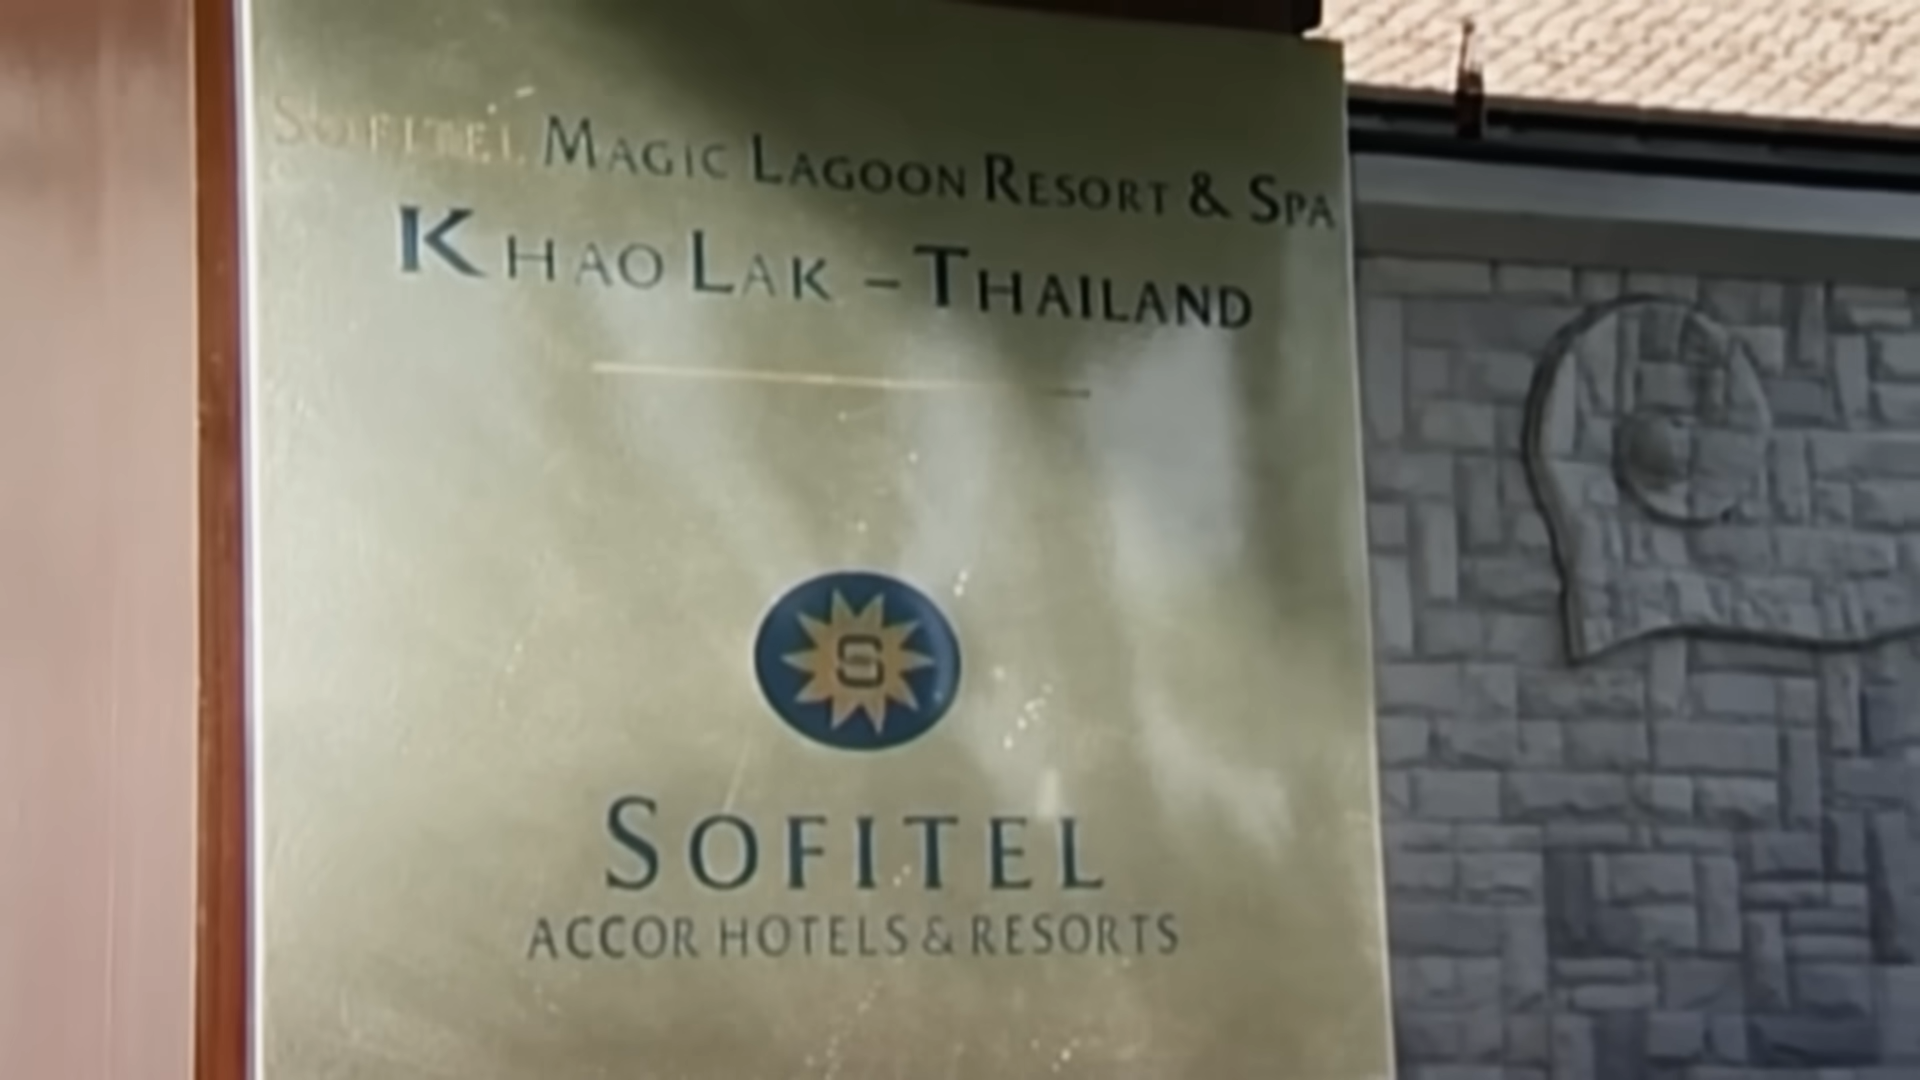 SOFITEL MAGIC LAGOON RESORT & SPA
KHAO LAK – THAILAND
S
SOFITEL
ACCOR HOTELS & RESORTS